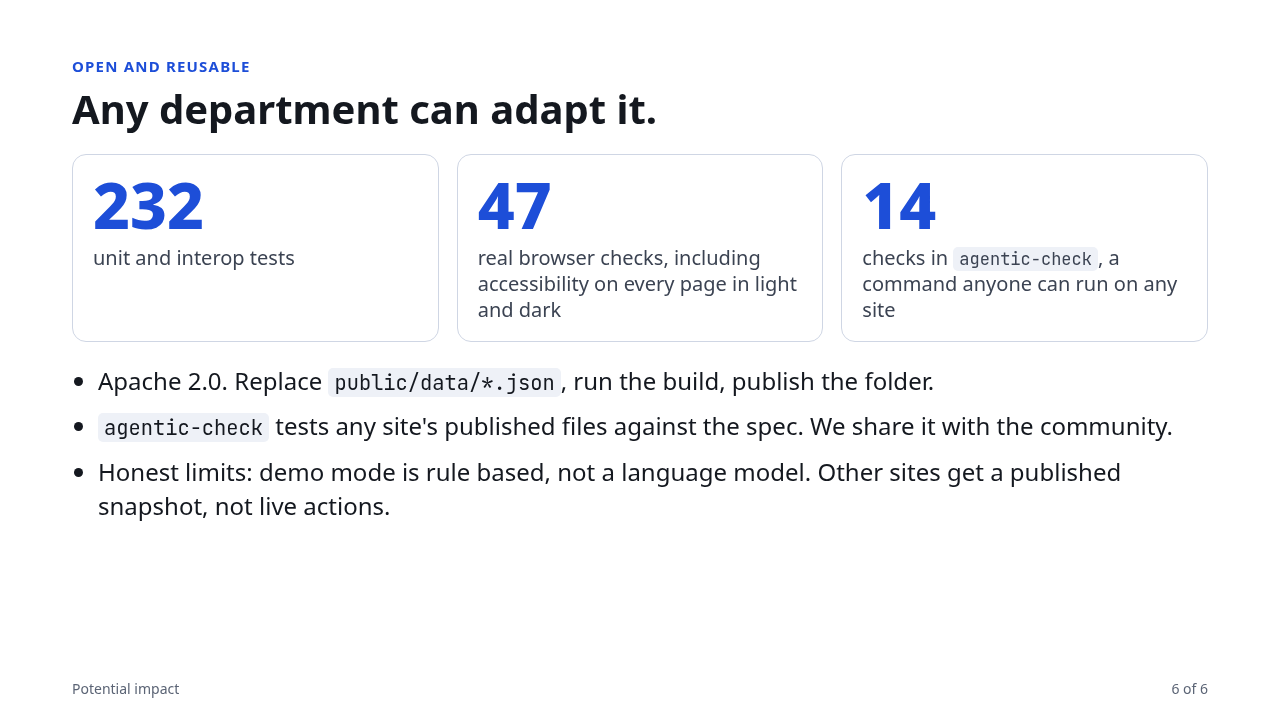 OPEN AND REUSABLE
Any department can adapt it.
232
unit and interop tests
47
real browser checks, including
accessibility on every page in light
and dark
14
checks in agentic-check, a
command anyone can run on any
site
• Apache 2.0. Replace public/data/*.json, run the build, publish the folder.
• agentic-check tests any site's published files against the spec. We share it with the community.
• Honest limits: demo mode is rule based, not a language model. Other sites get a published
snapshot, not live actions.
Potential impact
6 of 6